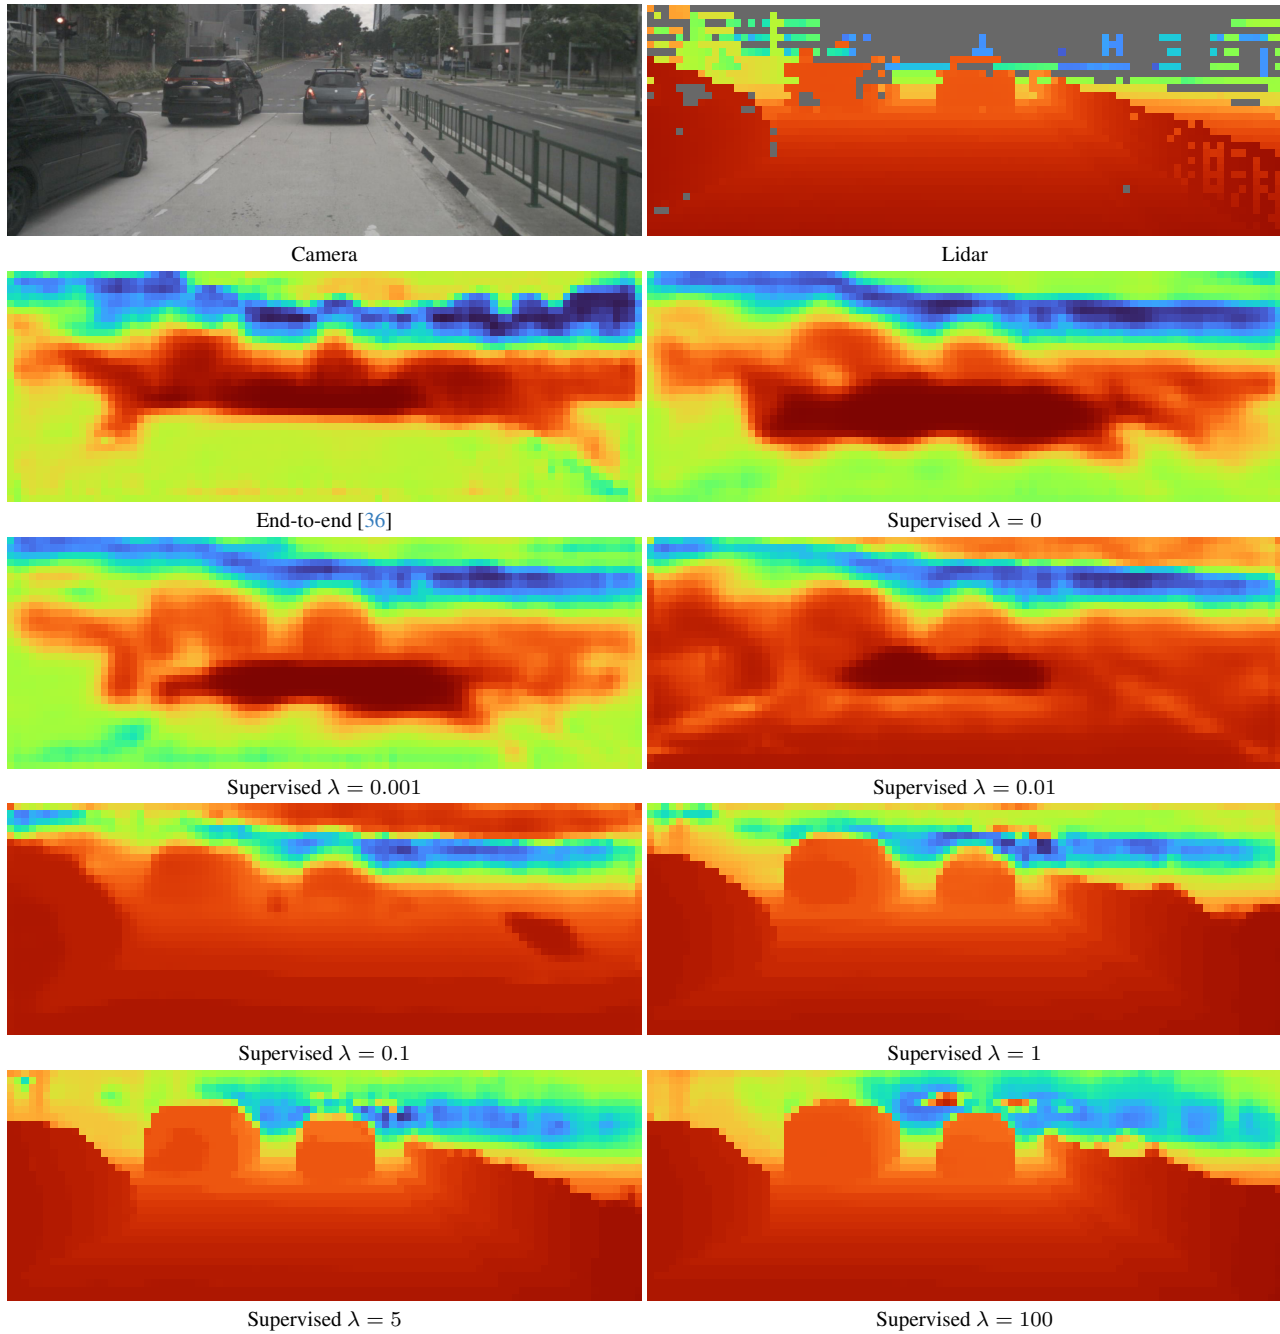 Camera
Lidar
End-to-end [36]
Supervised λ = 0
Supervised λ = 0.001
Supervised λ = 0.01
Supervised λ = 0.1
Supervised λ = 1
Supervised λ = 5
Supervised λ = 100